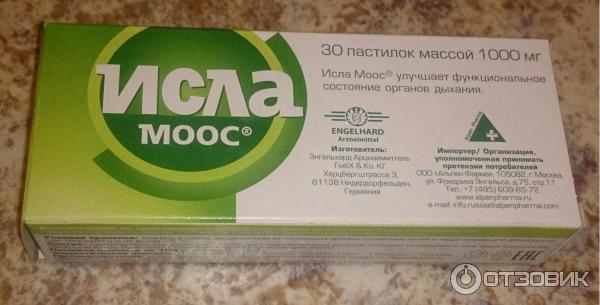 ИСЛА
МООС®
30 пастилок массой 1000 мг
Исла Моос® улучшает функциональное
состояние органов дыхания.
ENGELHARD
Arzneimittel
Изготовитель:
Энгельхард Арцнаймиттель
ГмбХ & Ко. КГ
Херцбергштрассе 3,
61138 Нидердорфельден,
Германия
Импортер/ Организация,
уполномоченная принимать
претензии потребителей
ООО «Альпен Фарма», 105082, г. Москва,
ул. Фридриха Энгельса, д.75, стр.11
Тел. +7 (495) 609-65-72
www.alpenpharma.ru
e-mail: info.russia@alpenpharma.com
Условия хранения:
EAC
ОТЗОВИК